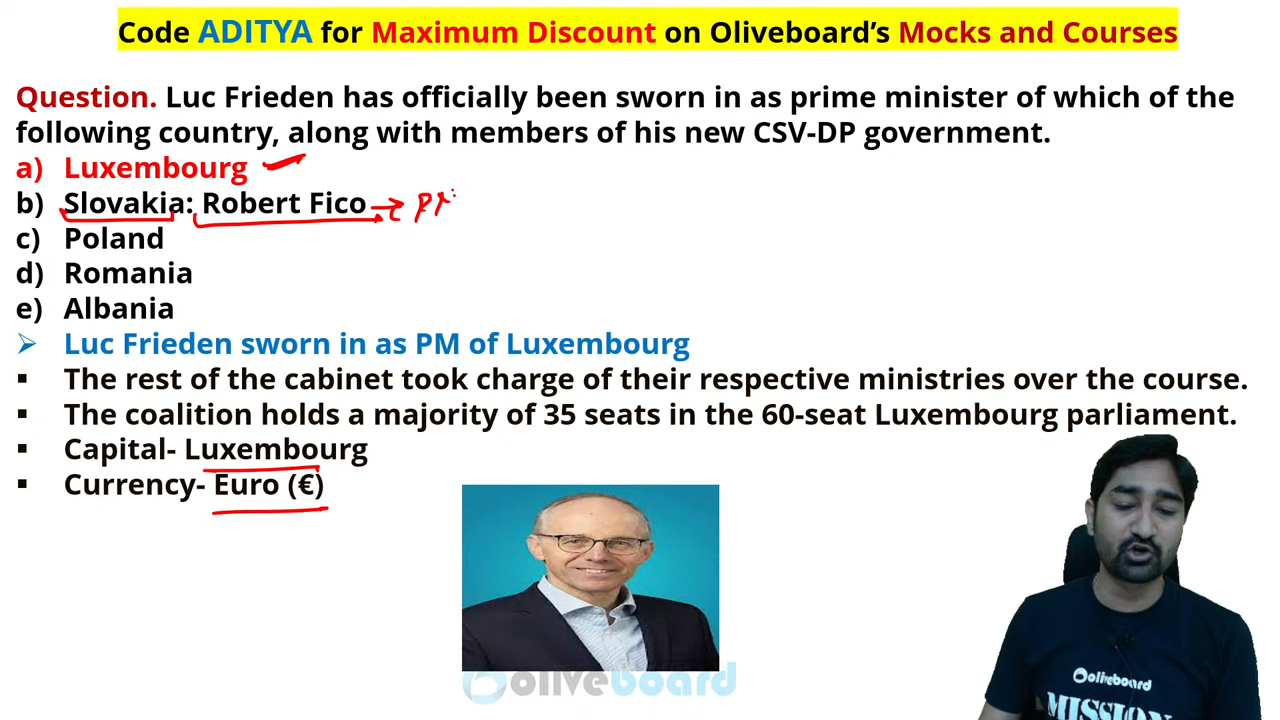 Code ADITYA for Maximum Discount on Oliveboard's Mocks and Courses
Question. Luc Frieden has officially been sworn in as prime minister of which of the
following country, along with members of his new CSV-DP government.
a) Luxembourg
b) Slovakia: Robert Fico → PM
c) Poland
d) Romania
e) Albania
➢ Luc Frieden sworn in as PM of Luxembourg
▪ The rest of the cabinet took charge of their respective ministries over the course.
▪ The coalition holds a majority of 35 seats in the 60-seat Luxembourg parliament.
▪ Capital- Luxembourg
▪ Currency- Euro (€)
oliveboard
oliveboard
MISSION